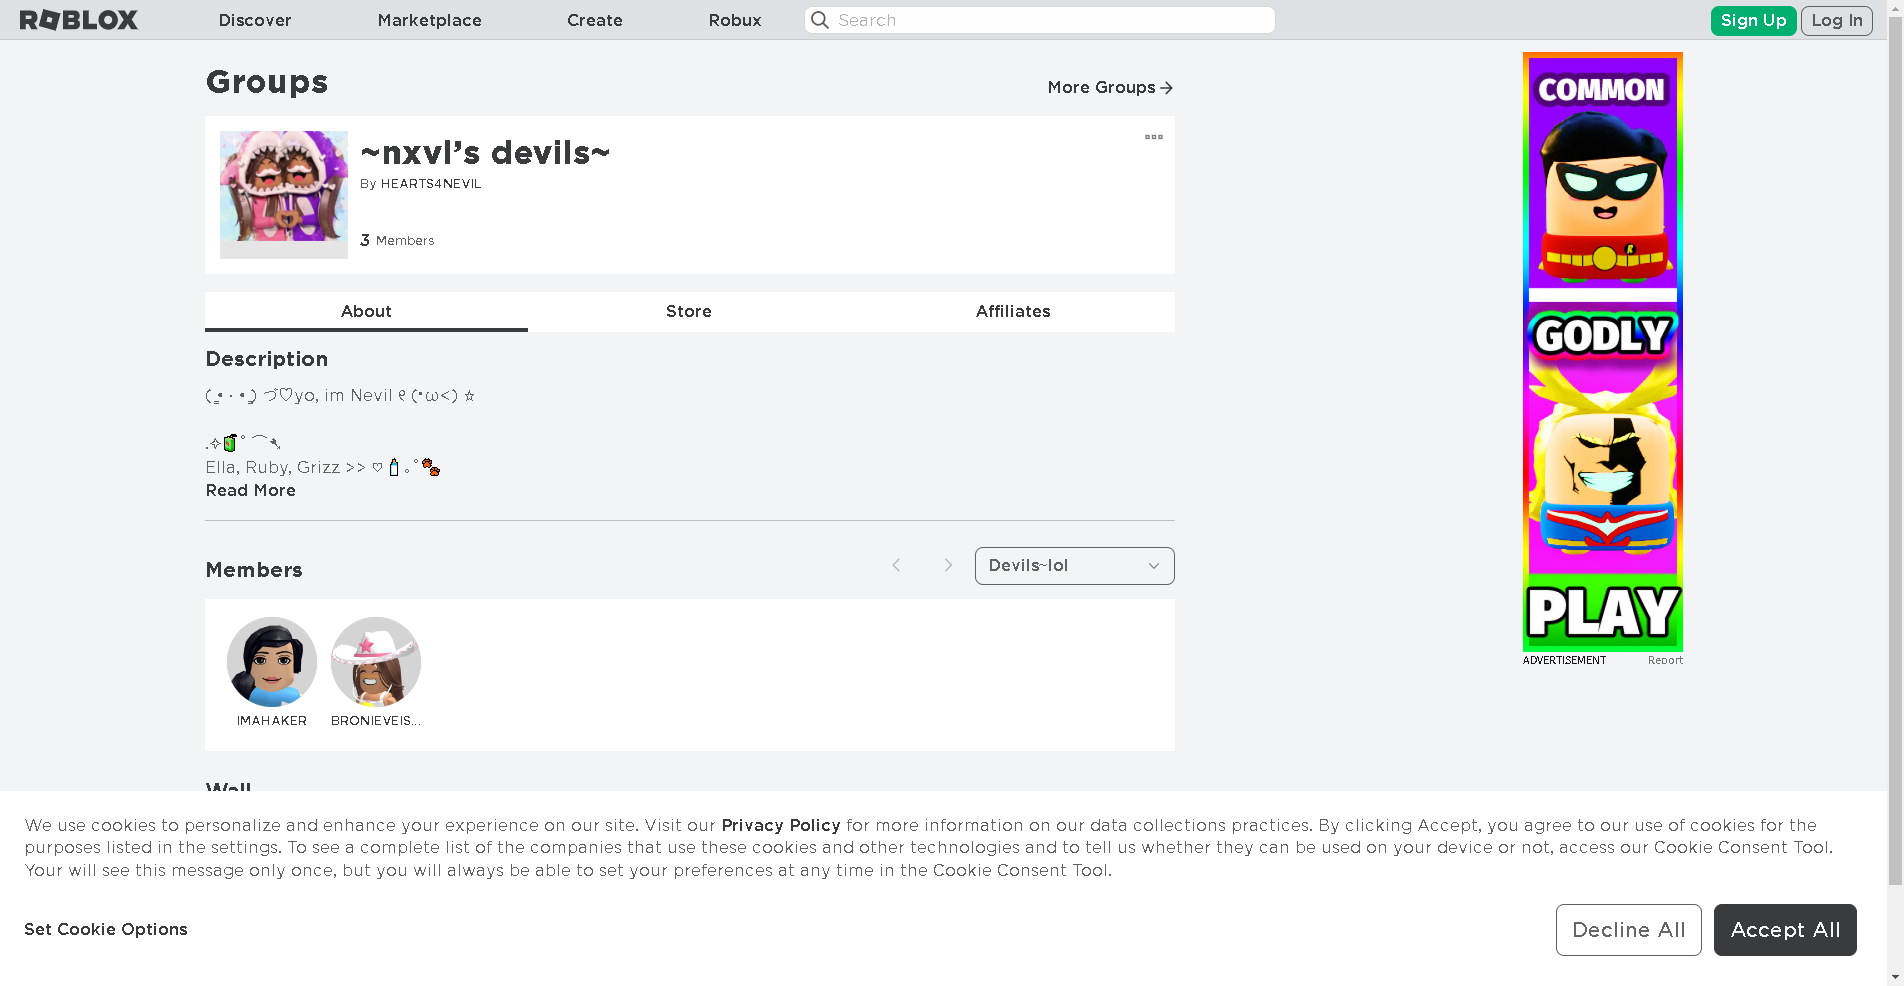 ROBLOX
Discover
Marketplace
Create
Robux
Search
Sign Up
Log In
Groups
More Groups
~nxvl's devils~
By HEARTS4NEVIL
3 Members
About
Store
Affiliates
Description
yo, im Nevil
Ella, Ruby, Grizz >> ♡
Read More
Members
Devils~lol
IMAHAKER
BRONIEVEIS...
Wall
COMMON
GODLY
PLAY
ADVERTISEMENT
Report
We use cookies to personalize and enhance your experience on our site. Visit our Privacy Policy for more information on our data collections practices. By clicking Accept, you agree to our use of cookies for the
purposes listed in the settings. To see a complete list of the companies that use these cookies and other technologies and to tell us whether they can be used on your device or not, access our Cookie Consent Tool.
Your will see this message only once, but you will always be able to set your preferences at any time in the Cookie Consent Tool.
Set Cookie Options
Decline All
Accept All